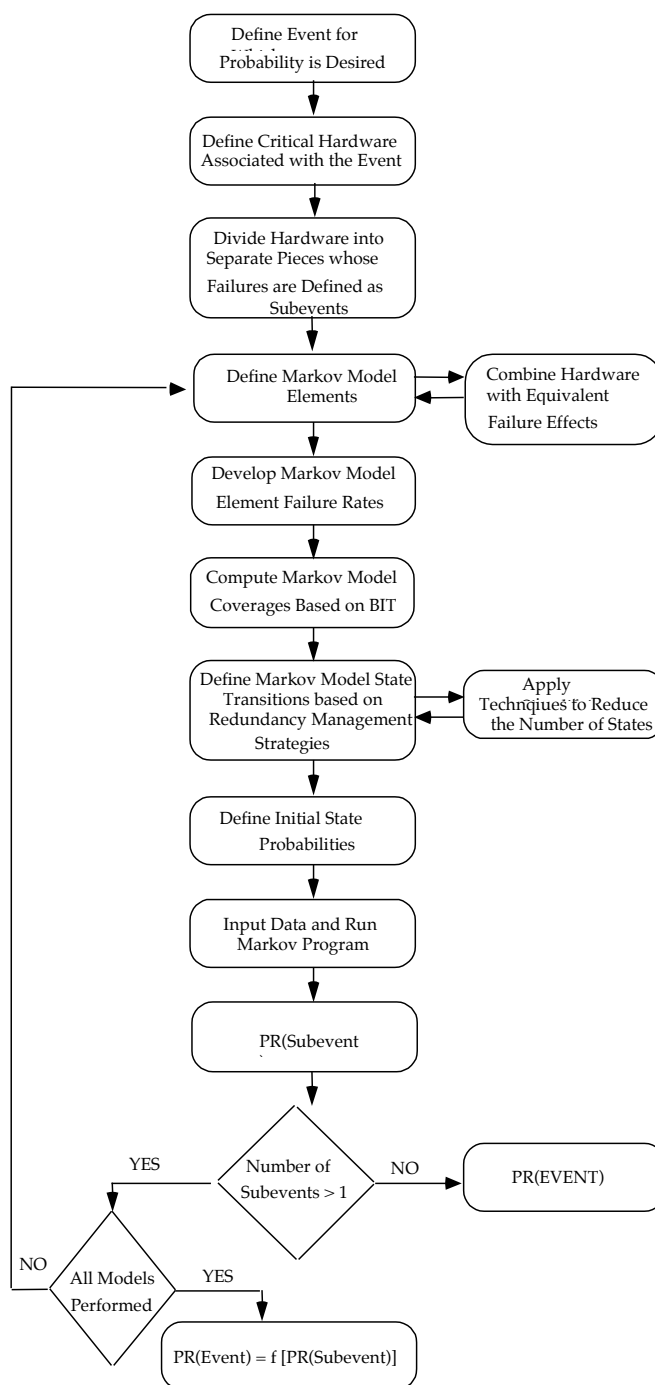 Define Event for
Probability is Desired
Define Critical Hardware
Associated with the Event
Divide Hardware into
Separate Pieces whose
Failures are Defined as
Subevents
Define Markov Model
Elements
Combine Hardware
with Equivalent
Failure Effects
Develop Markov Model
Element Failure Rates
Compute Markov Model
Coverages Based on BIT
Define Markov Model State
Transitions based on
Redundancy Management
Strategies
Apply
Technqiues to Reduce
the Number of States
Define Initial State
Probabilities
Input Data and Run
Markov Program
PR(Subevent
Number of
Subevents > 1
YES
NO
PR(EVENT)
All Models
Performed
NO
YES
PR(Event) = f [PR(Subevent)]